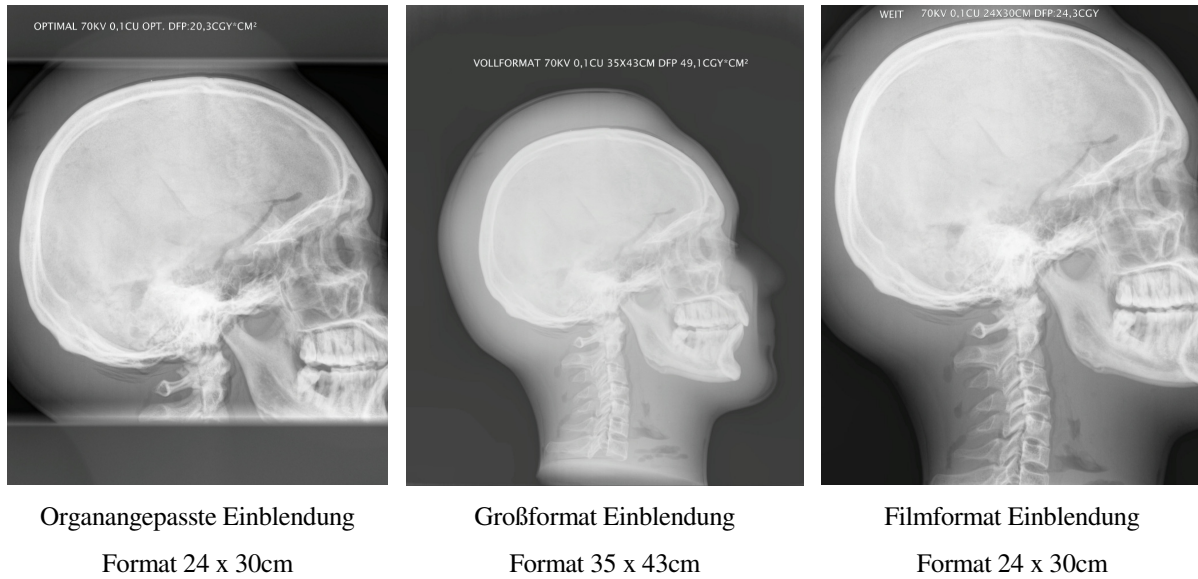 OPTIMAL 70KV 0,1CU OPT. DFP:20,3CGY*CM²
VOLLFORMAT 70KV 0,1CU 35X43CM DFP 49,1CGY*CM²
WEIT 70KV 0,1CU 24X30CM DFP:24,3CGY
Organangepasste Einblendung
Format 24 x 30cm
Großformat Einblendung
Format 35 x 43cm
Filmformat Einblendung
Format 24 x 30cm